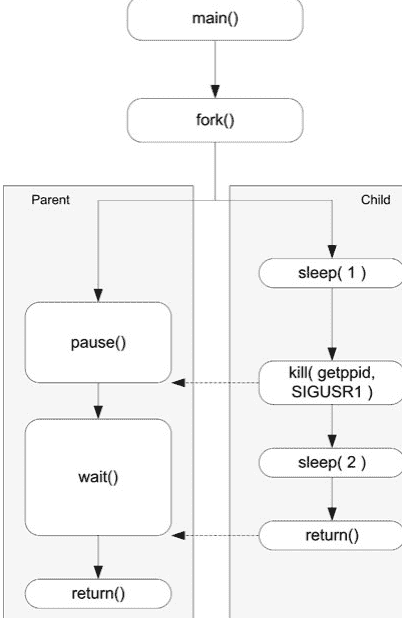 main()
fork()
Parent
Child
sleep( 1 )
pause()
kill( getppid,
SIGUSR1 )
sleep( 2 )
wait()
return()
return()